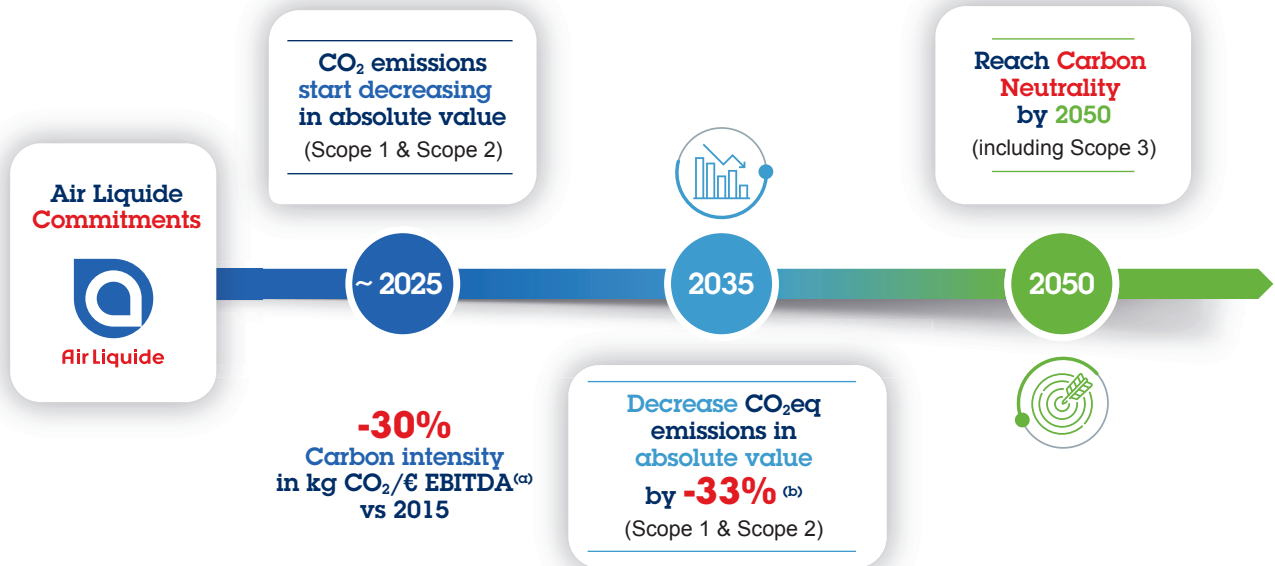 Air Liquide
Commitments
Air Liquide
CO₂ emissions
start decreasing
in absolute value
(Scope 1 & Scope 2)
~ 2025
-30%
Carbon intensity
in kg CO₂/€ EBITDA(a)
vs 2015
2035
Decrease CO₂eq
emissions in
absolute value
by -33% (b)
(Scope 1 & Scope 2)
Reach Carbon
Neutrality
by 2050
(including Scope 3)
2050